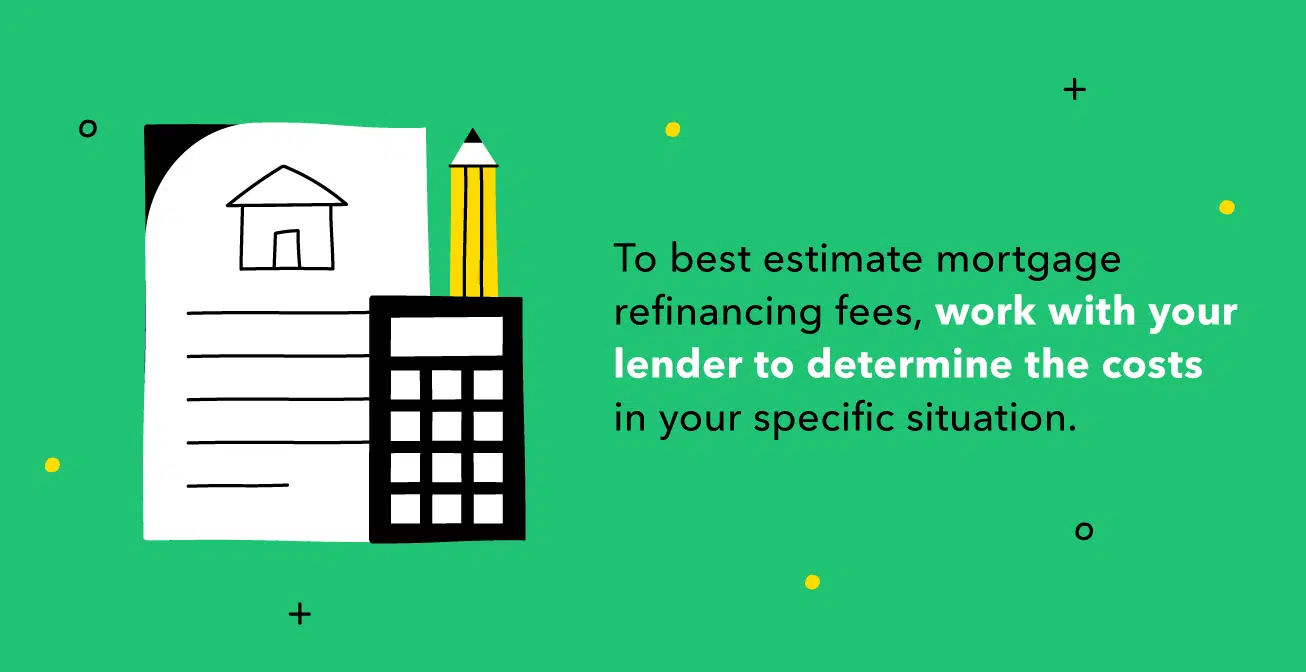 To best estimate mortgage
refinancing fees, work with your
lender to determine the costs
in your specific situation.